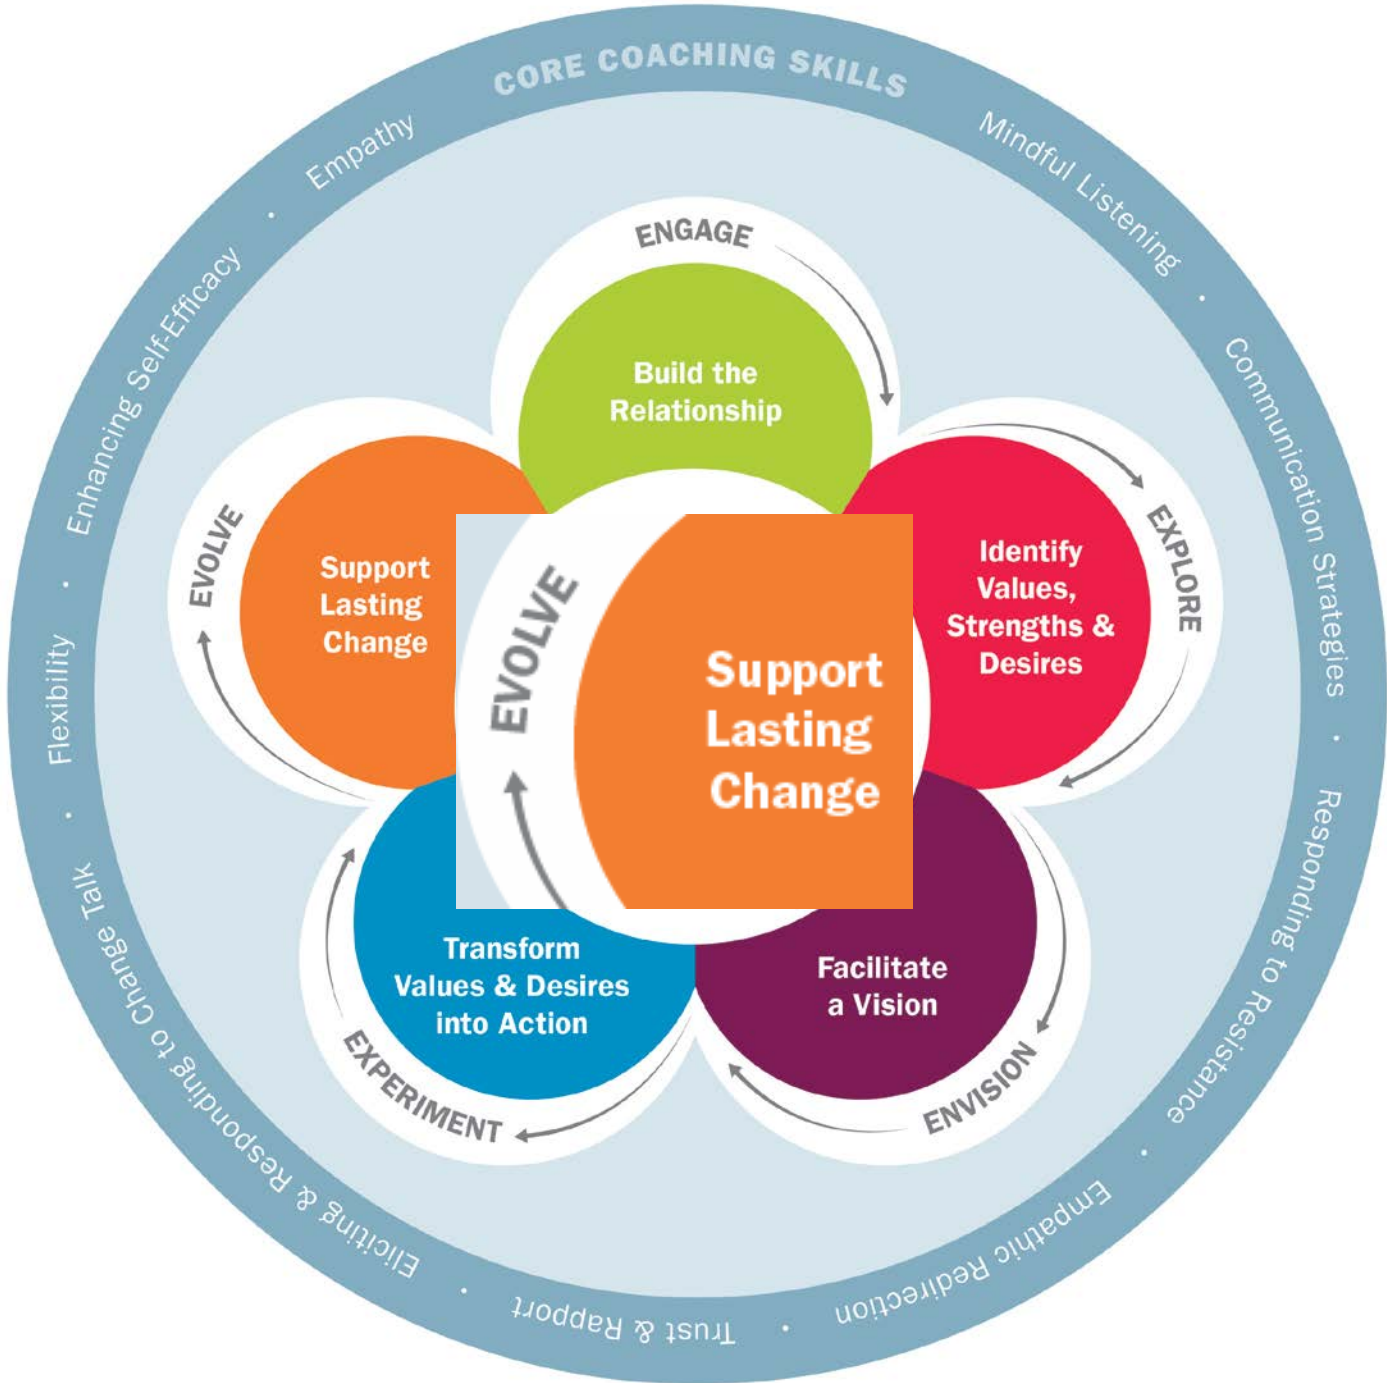 CORE COACHING SKILLS
Mindful Listening
·
Communication Strategies
·
Responding to Resistance
·
Empathic Redirection
·
Trust & Rapport
·
Eliciting & Responding to Change Talk
·
Flexibility
·
Enhancing Self-Efficacy
·
Empathy
ENGAGE
Build the
Relationship
EXPLORE
Identify
Values,
Strengths &
Desires
ENVISION
Facilitate
a Vision
EXPERIMENT
Transform
Values & Desires
into Action
EVOLVE
Support
Lasting
Change
EVOLVE
Support
Lasting
Change